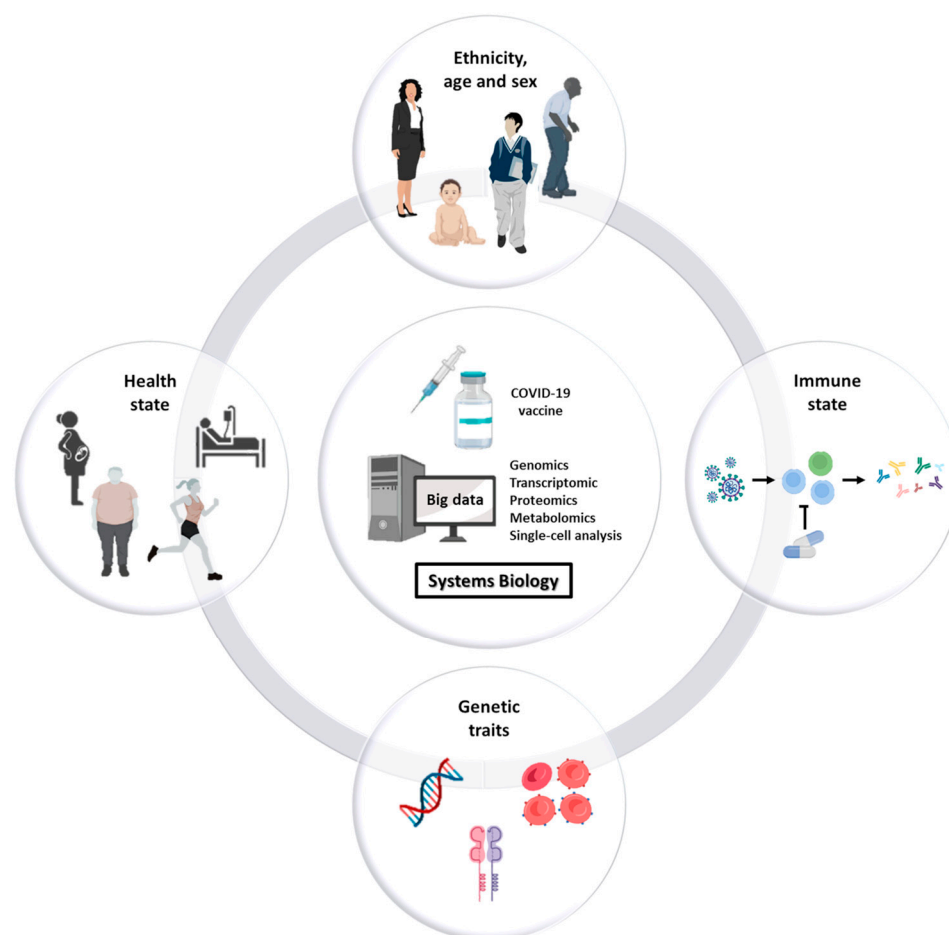 Ethnicity,
age and sex
Health
state
COVID-19
vaccine
Big data
Genomics
Transcriptomic
Proteomics
Metabolomics
Single-cell analysis
Systems Biology
Immune
state
Genetic
traits